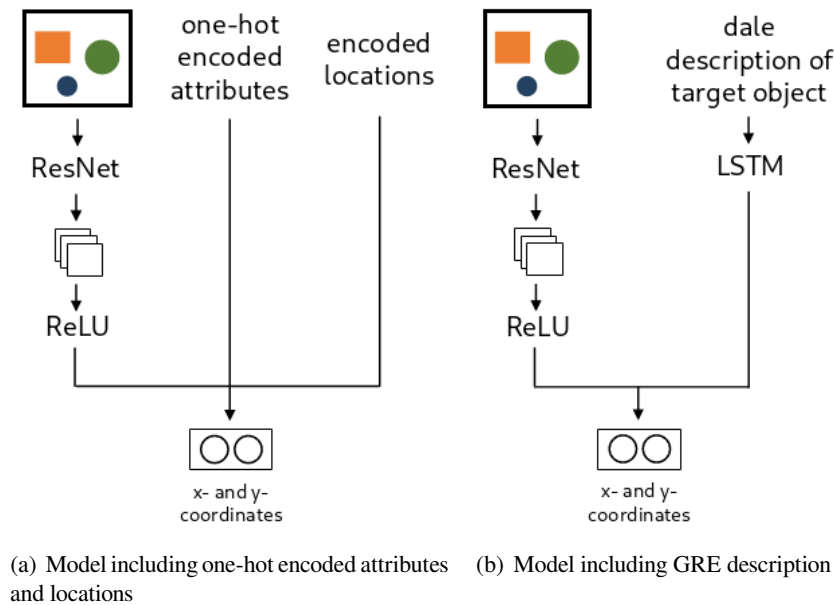 one-hot
encoded
attributes
encoded
locations
ResNet
ReLU
x- and y-
coordinates
(a) Model including one-hot encoded attributes
and locations
dale
description of
target object
ResNet
LSTM
ReLU
x- and y-
coordinates
(b) Model including GRE description